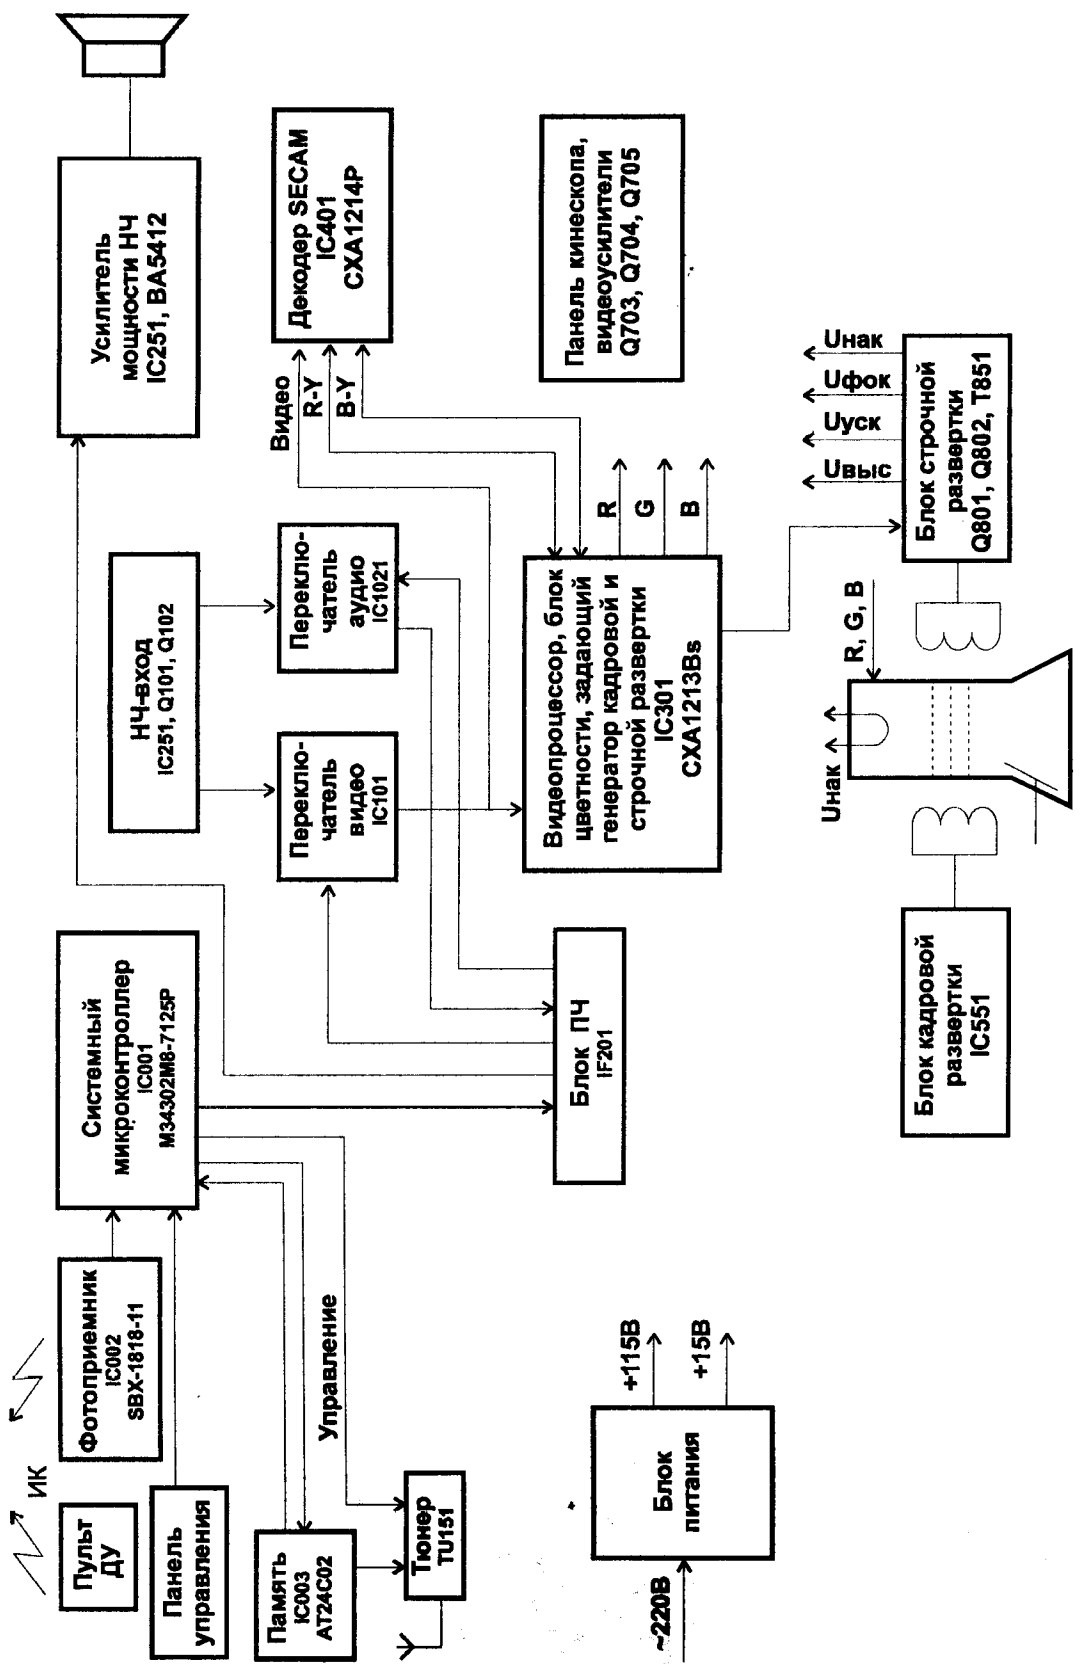 ИК
Пульт
ДУ
Фотоприемник
IC002
SBX-1818-11
Панель
управления
Системный
микроконтроллер
IC001
M34302M8-7125P
Усилитель
мощности НЧ
IC251, BA5412
НЧ-вход
IC251, Q101, Q102
Память
IC003
AT24C02
Управление
Тюнер
TU151
Переклю-
чатель
видео
IC101
Переклю-
чатель
аудио
IC1021
Видео
R-Y
B-Y
Декодер SECAM
IC401
CXA1214P
Блок ПЧ
IF201
Видеопроцессор, блок
цветности, задающий
генератор кадровой и
строчной развертки
IC301
CXA1213Bs
R
G
B
Панель кинескопа,
видеоусилители
Q703, Q704, Q705
~220В
Блок
питания
+115В
+15В
Блок кадровой
развертки
IC551
Uнак
R, G, B
Uвыс
Uуск
Uфок
Uнак
Блок строчной
развертки
Q801, Q802, T851